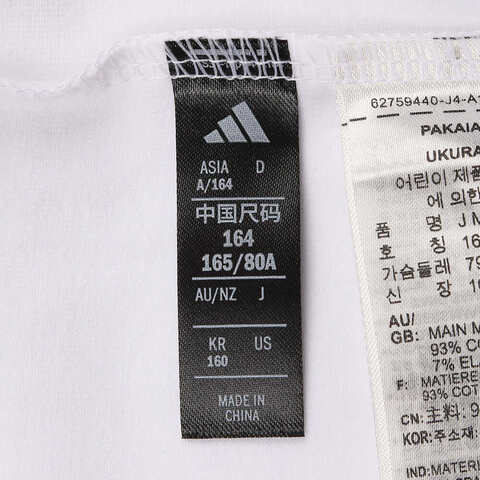 ASIA D
A/164
中国尺码
164
165/80A
AU/NZ J
KR US
160
MADE IN
CHINA
62759440-J4-A
PAKAIA
UKURA
어린이 제품
에 의한
품 명 J M
호 칭 16
가슴둘레 79
신 장 16
AU/
GB: MAIN M
93% CO
7% EL
F: MATIERE
93% COT
CN: 主料: 9
KOR: 주소재:
IND: MATERI